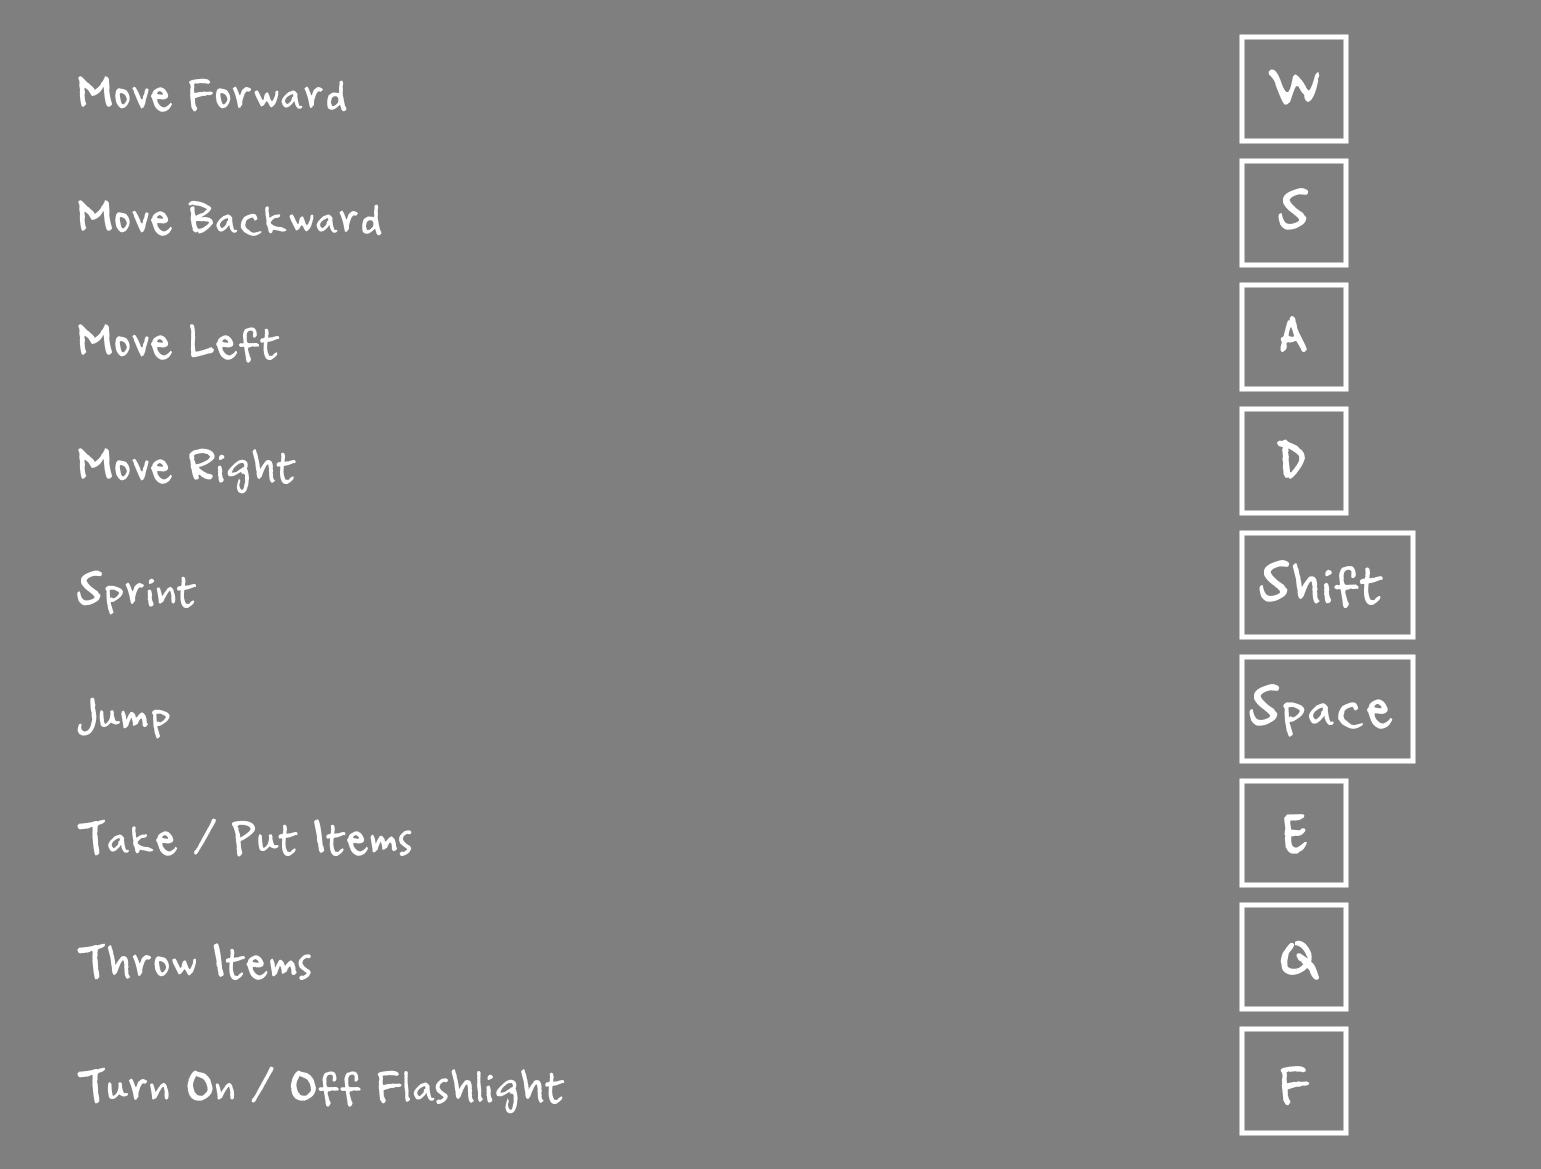 Move Forward W
Move Backward S
Move Left A
Move Right D
Sprint Shift
Jump Space
Take / Put Items E
Throw Items Q
Turn On / Off Flashlight F